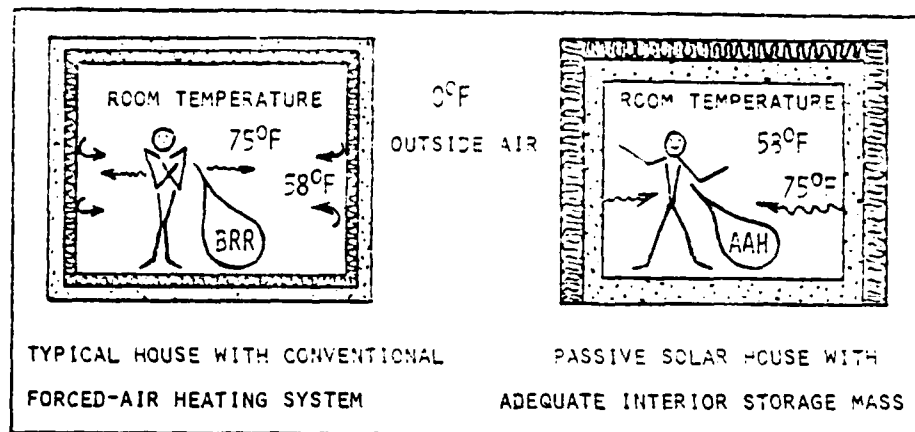 ROOM TEMPERATURE
75°F
58°F
BRR
0°F
OUTSIDE AIR
ROOM TEMPERATURE
58°F
75°F
AAH
TYPICAL HOUSE WITH CONVENTIONAL
FORCED-AIR HEATING SYSTEM
PASSIVE SOLAR HOUSE WITH
ADEQUATE INTERIOR STORAGE MASS